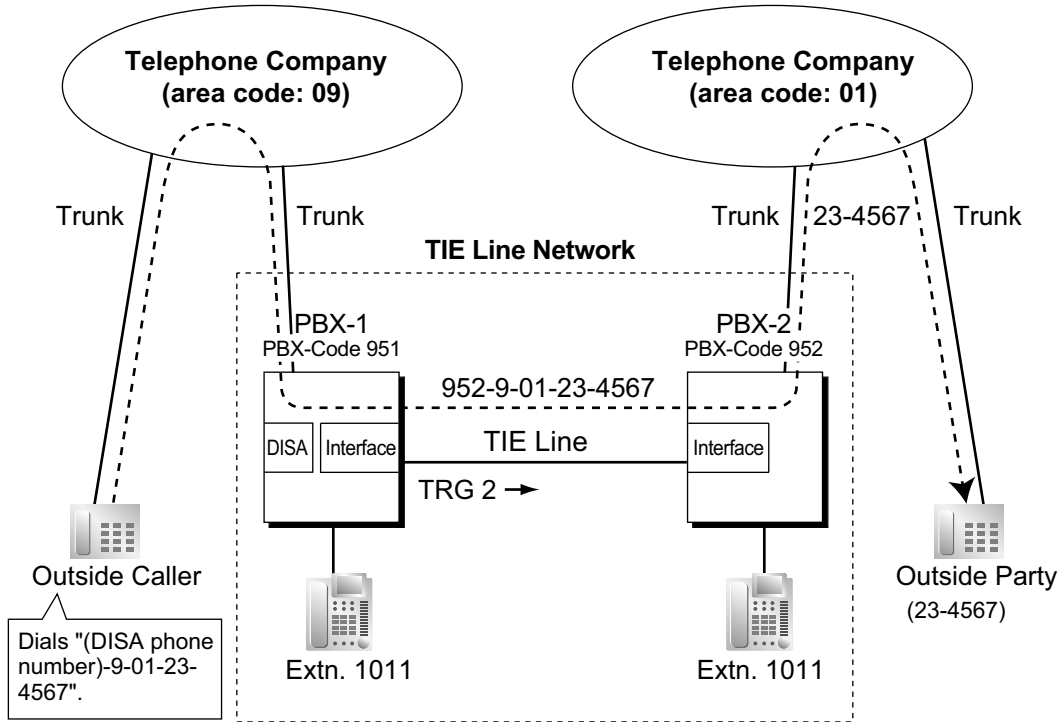 Telephone Company
(area code: 09)
Telephone Company
(area code: 01)
Trunk
Trunk
Trunk
23-4567
Trunk
TIE Line Network
PBX-1
PBX-Code 951
PBX-2
PBX-Code 952
952-9-01-23-4567
DISA
Interface
TIE Line
Interface
TRG 2 →
Outside Caller
Outside Party
(23-4567)
Dials "(DISA phone
number)-9-01-23-
4567".
Extn. 1011
Extn. 1011